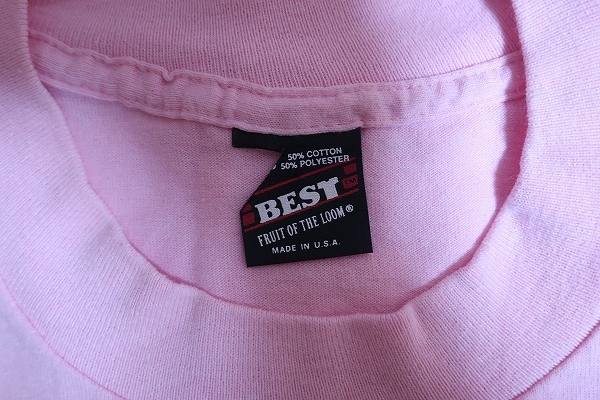 50% COTTON
50% POLYESTER
BEST
FRUIT OF THE LOOM®
MADE IN U.S.A.